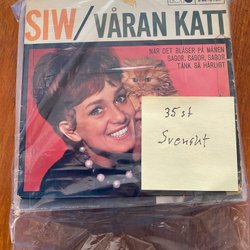 SIW/VÅRAN KATT
NÄR DET BLÅSER PÅ MÅNEN
SAGOR, SAGOR, SAGOR
TÄNK SÅ HÄRLIGT
35 st
Svenskt